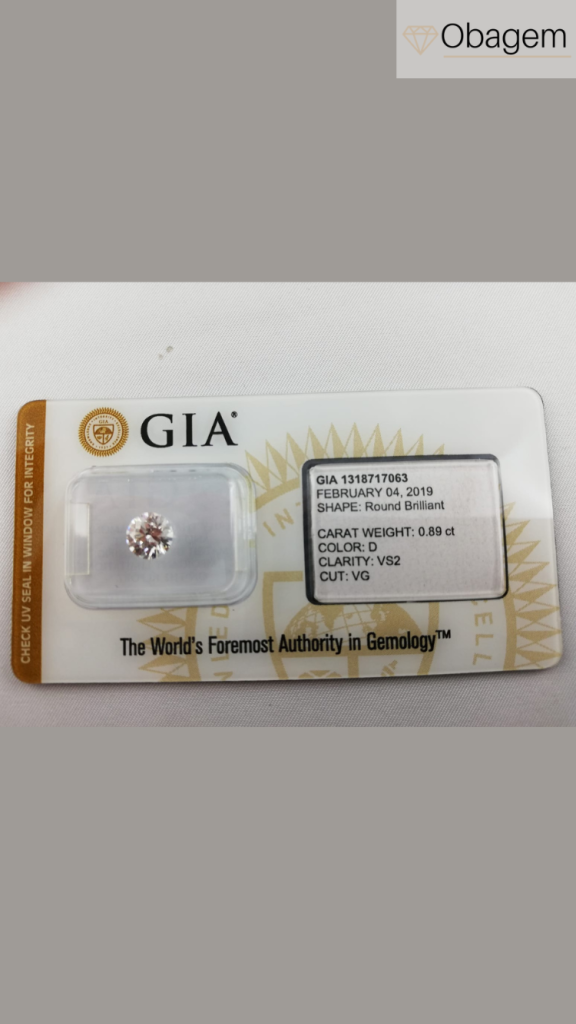 Obagem
CHECK UV SEAL IN WINDOW FOR INTEGRITY
GIA®
GIA 1318717063
FEBRUARY 04, 2019
SHAPE: Round Brilliant
CARAT WEIGHT: 0.89 ct
COLOR: D
CLARITY: VS2
CUT: VG
The World's Foremost Authority in Gemology™